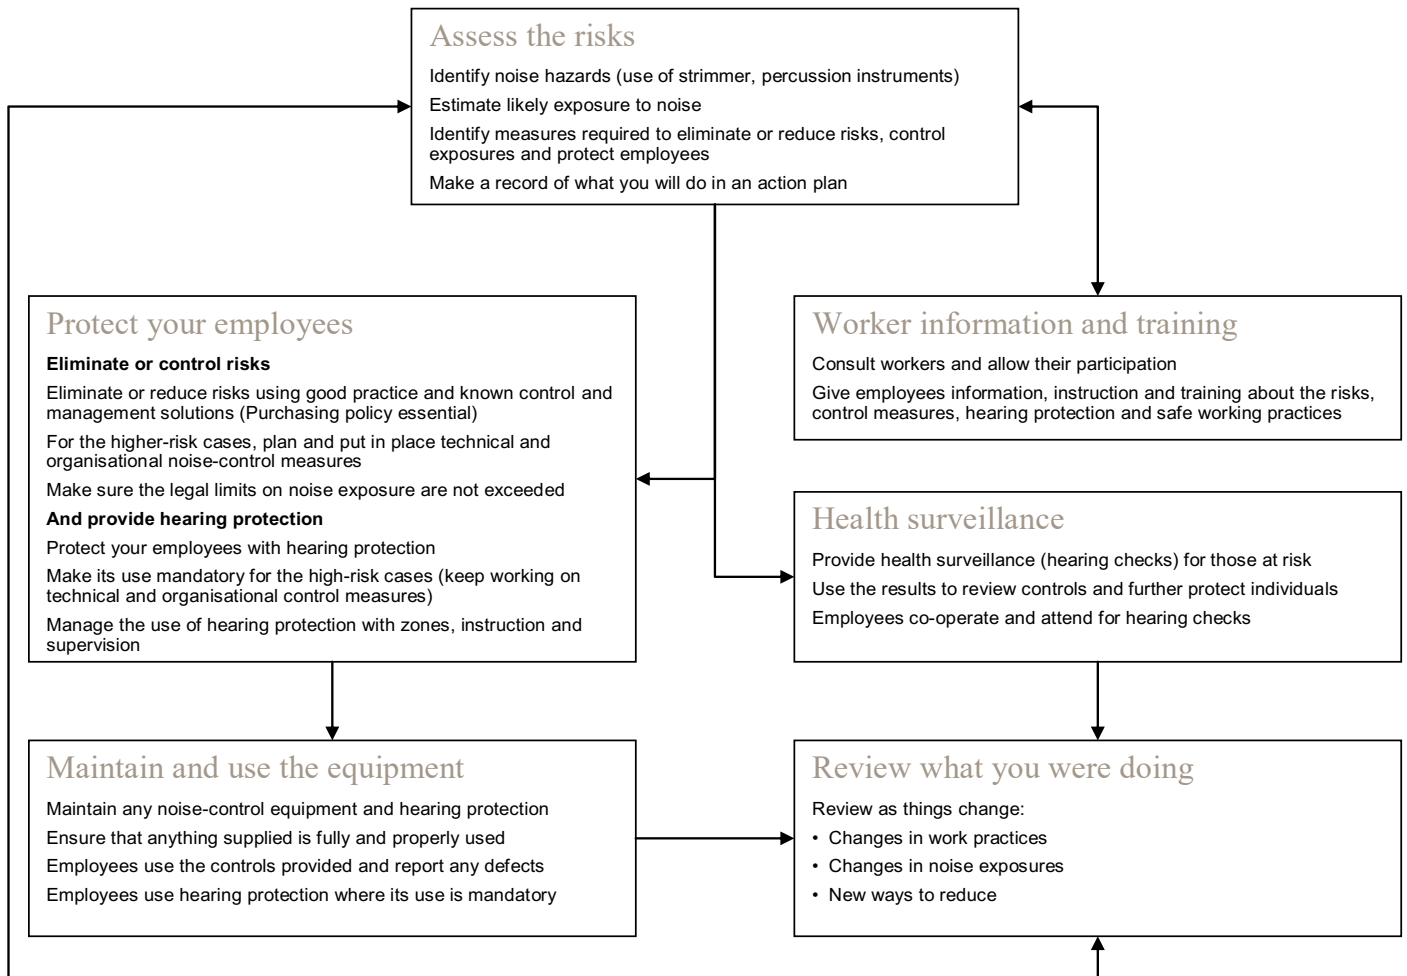 Assess the risks
Identify noise hazards (use of strimmer, percussion instruments)
Estimate likely exposure to noise
Identify measures required to eliminate or reduce risks, control
exposures and protect employees
Make a record of what you will do in an action plan
Protect your employees
Eliminate or control risks
Eliminate or reduce risks using good practice and known control and
management solutions (Purchasing policy essential)
For the higher-risk cases, plan and put in place technical and
organisational noise-control measures
Make sure the legal limits on noise exposure are not exceeded
And provide hearing protection
Protect your employees with hearing protection
Make its use mandatory for the high-risk cases (keep working on
technical and organisational control measures)
Manage the use of hearing protection with zones, instruction and
supervision
Worker information and training
Consult workers and allow their participation
Give employees information, instruction and training about the risks,
control measures, hearing protection and safe working practices
Health surveillance
Provide health surveillance (hearing checks) for those at risk
Use the results to review controls and further protect individuals
Employees co-operate and attend for hearing checks
Maintain and use the equipment
Maintain any noise-control equipment and hearing protection
Ensure that anything supplied is fully and properly used
Employees use the controls provided and report any defects
Employees use hearing protection where its use is mandatory
Review what you were doing
Review as things change:
• Changes in work practices
• Changes in noise exposures
• New ways to reduce